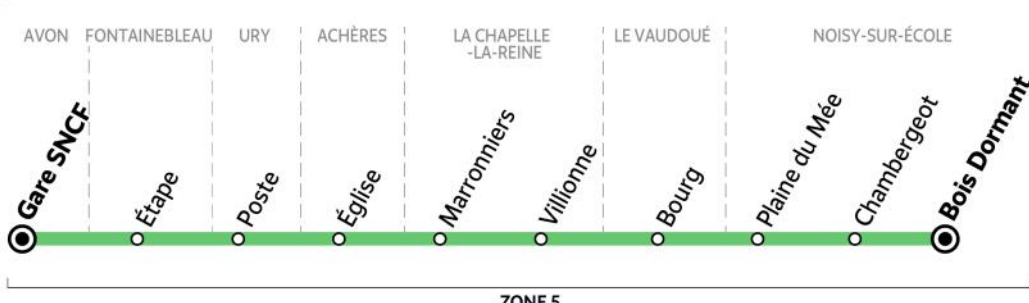 AVON
FONTAINEBLEAU
URY
ACHÈRES
LA CHAPELLE
-LA-REINE
LE VAUDOUÉ
NOISY-SUR-ÉCOLE
Gare SNCF
Étape
Poste
Église
Marronniers
Villionne
Bourg
Plaine du Mée
Chambergeot
Bois Dormant
ZONE 5